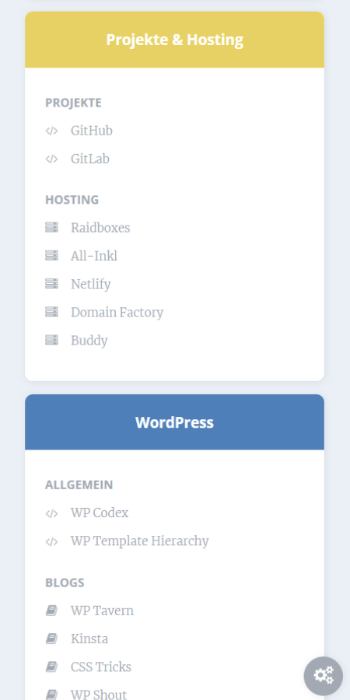 Projekte & Hosting
PROJEKTE
GitHub
GitLab
HOSTING
Raidboxes
All-Inkl
Netlify
Domain Factory
Buddy
WordPress
ALLGEMEIN
WP Codex
WP Template Hierarchy
BLOGS
WP Tavern
Kinsta
CSS Tricks
WP Shout